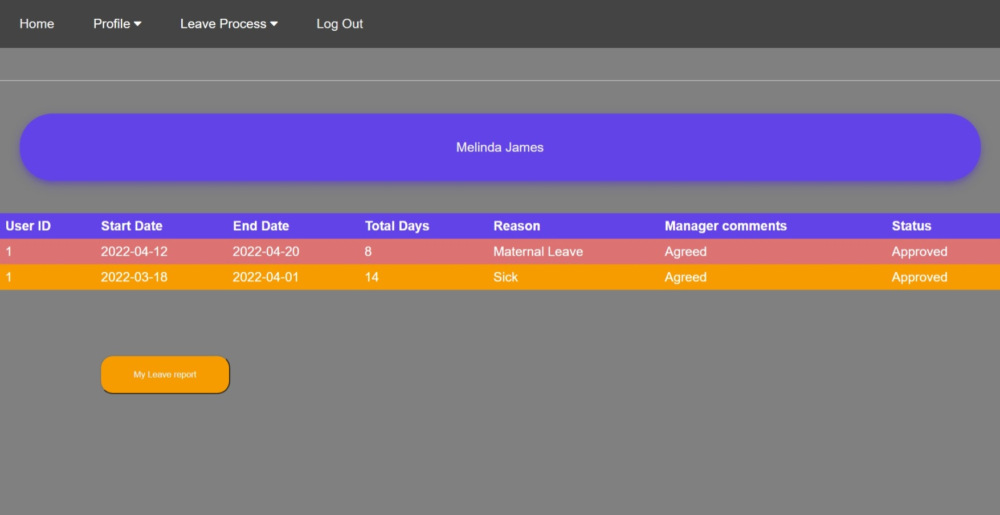 Home Profile Leave Process Log Out
Melinda James
User ID Start Date End Date Total Days Reason Manager comments Status
1 2022-04-12 2022-04-20 8 Maternal Leave Agreed Approved
1 2022-03-18 2022-04-01 14 Sick Agreed Approved
My Leave report